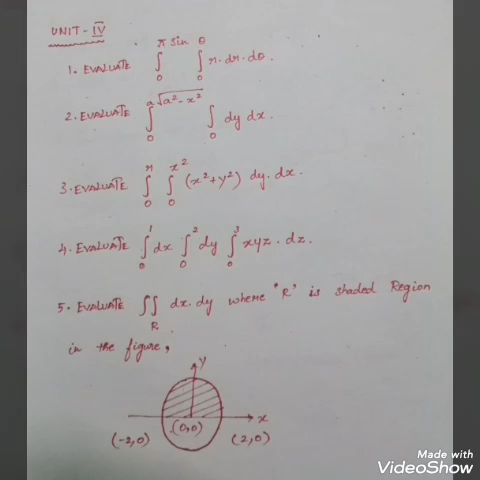 UNIT-IV
1. EVALUATE ∫₀^π sin ∫₀^θ r. dr. dθ.
2. EVALUATE ∫₀^a √a²-x² ∫₀ dy dx.
3. EVALUATE ∫₀ ∫₀^x² (x²+y²) dy. dx.
4. EVALUATE ∫₀^1 dx ∫₀^2 dy ∫₀^3 xyz. dz.
5. EVALUATE ∫∫_R dx. dy where 'R' is shaded Region
in the figure,
y
x
(-2,0) (0,0) (2,0)
Made with
VideoShow